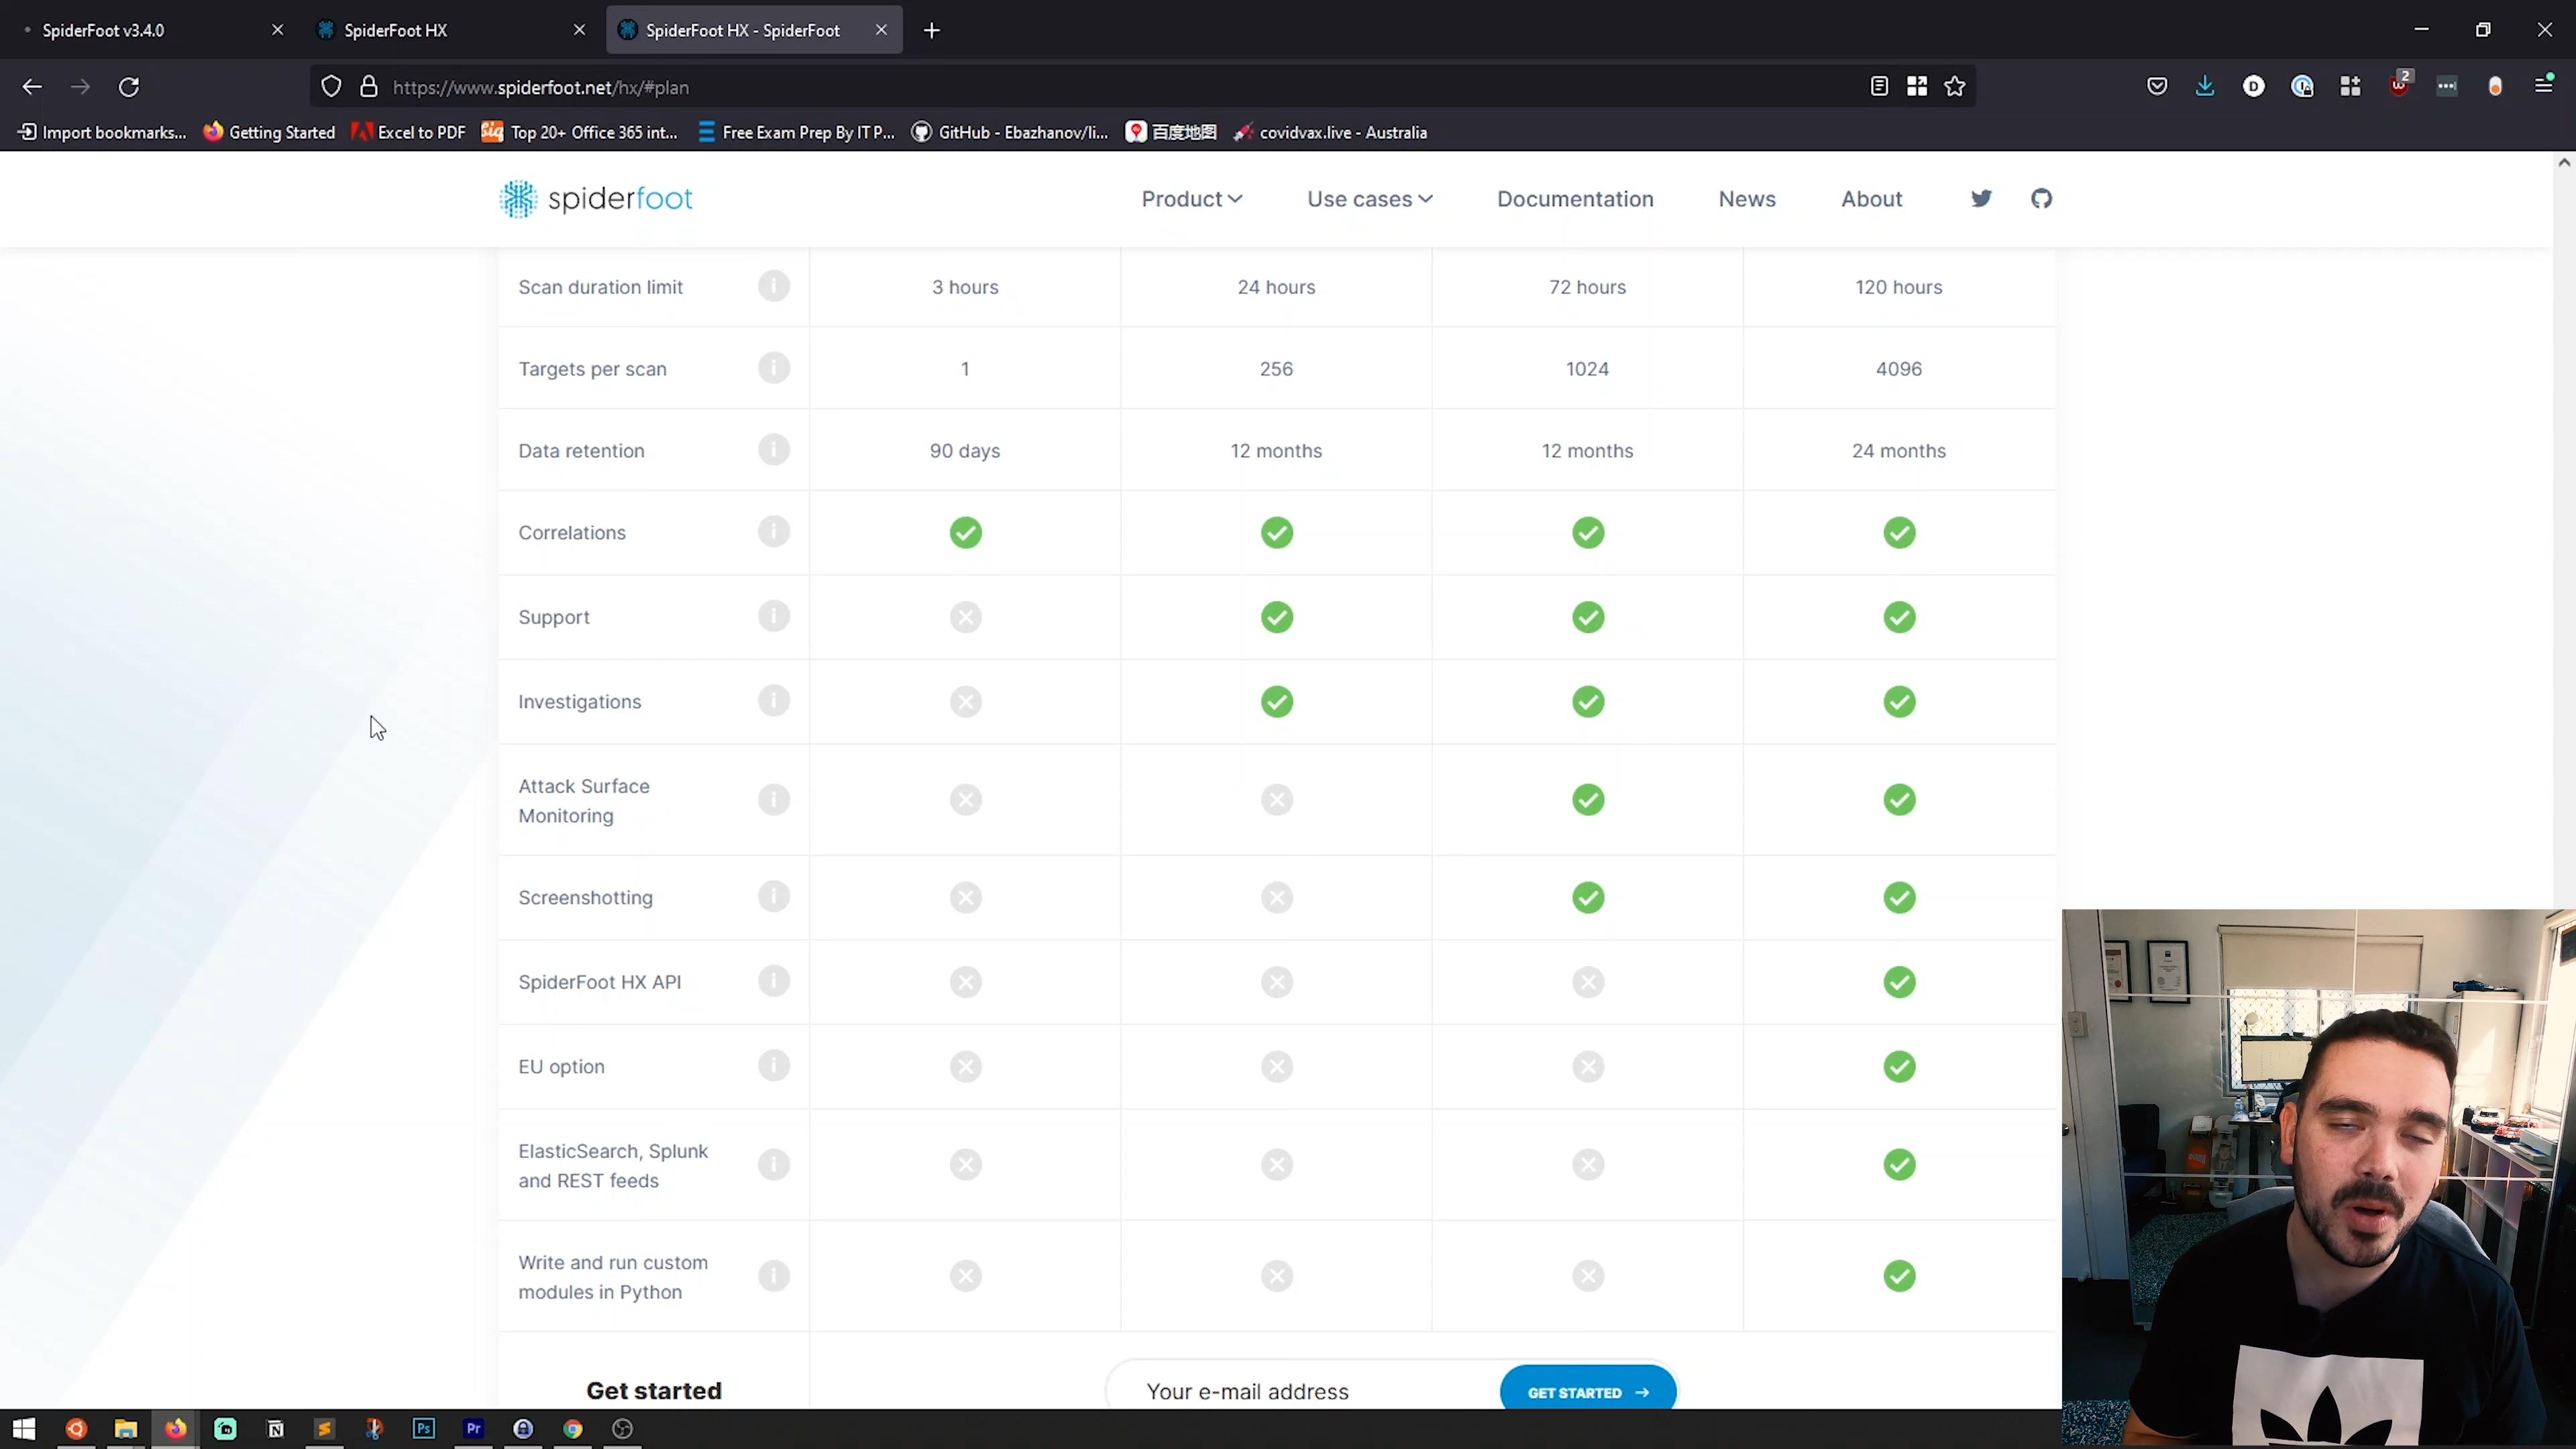 SpiderFoot v3.4.0
SpiderFoot HX
SpiderFoot HX - SpiderFoot
https://www.spiderfoot.net/hx/#plan
2
Import bookmarks...
Getting Started
Excel to PDF
Top 20+ Office 365 int...
Free Exam Prep By IT P...
GitHub - Ebazhanov/li...
百度地图
covidvax.live - Australia
spiderfoot
Product
Use cases
Documentation
News
About
Scan duration limit
3 hours
24 hours
72 hours
120 hours
Targets per scan
1
256
1024
4096
Data retention
90 days
12 months
12 months
24 months
Correlations
Support
Investigations
Attack Surface
Monitoring
Screenshotting
SpiderFoot HX API
EU option
ElasticSearch, Splunk
and REST feeds
Write and run custom
modules in Python
Get started
Your e-mail address
GET STARTED →
Ps
Pr